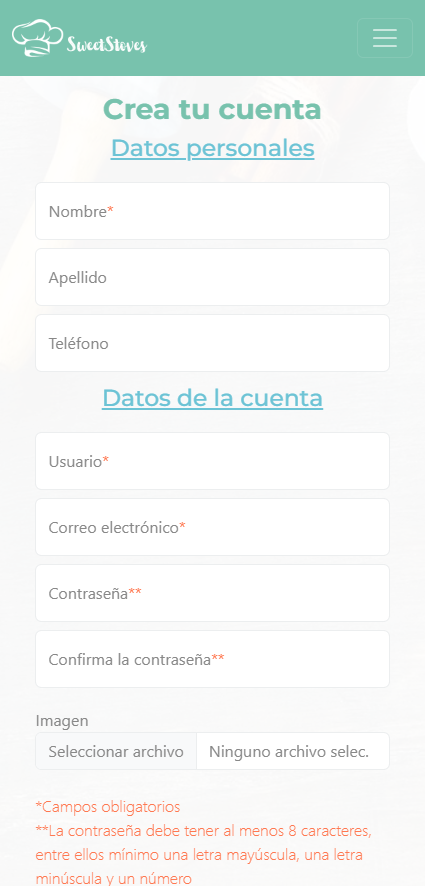 SweetStoves
Crea tu cuenta
Datos personales
Nombre*
Apellido
Teléfono
Datos de la cuenta
Usuario*
Correo electrónico*
Contraseña**
Confirma la contraseña**
Imagen
Seleccionar archivo Ninguno archivo selec.
*Campos obligatorios
**La contraseña debe tener al menos 8 caracteres,
entre ellos mínimo una letra mayúscula, una letra
minúscula y un número